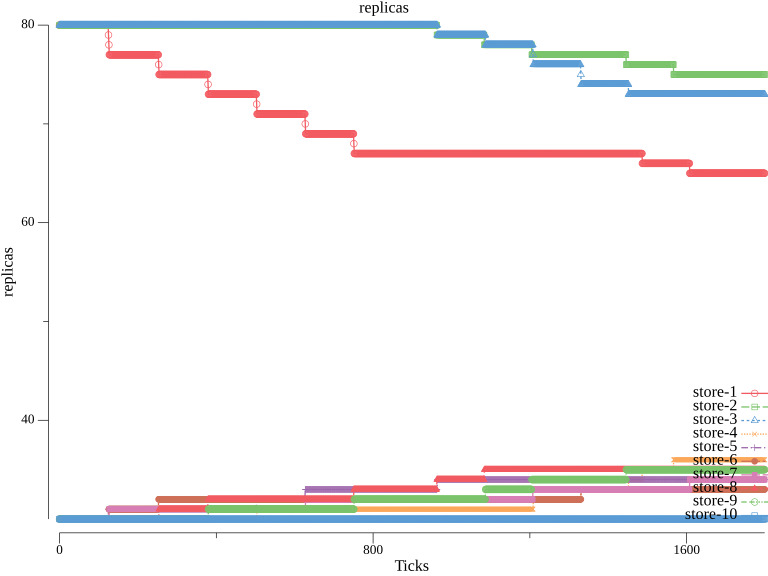 replicas
80
60
40
replicas
store-1
store-2
store-3
store-4
store-5
store-6
store-7
store-8
store-9
store-10
0
800
1600
Ticks